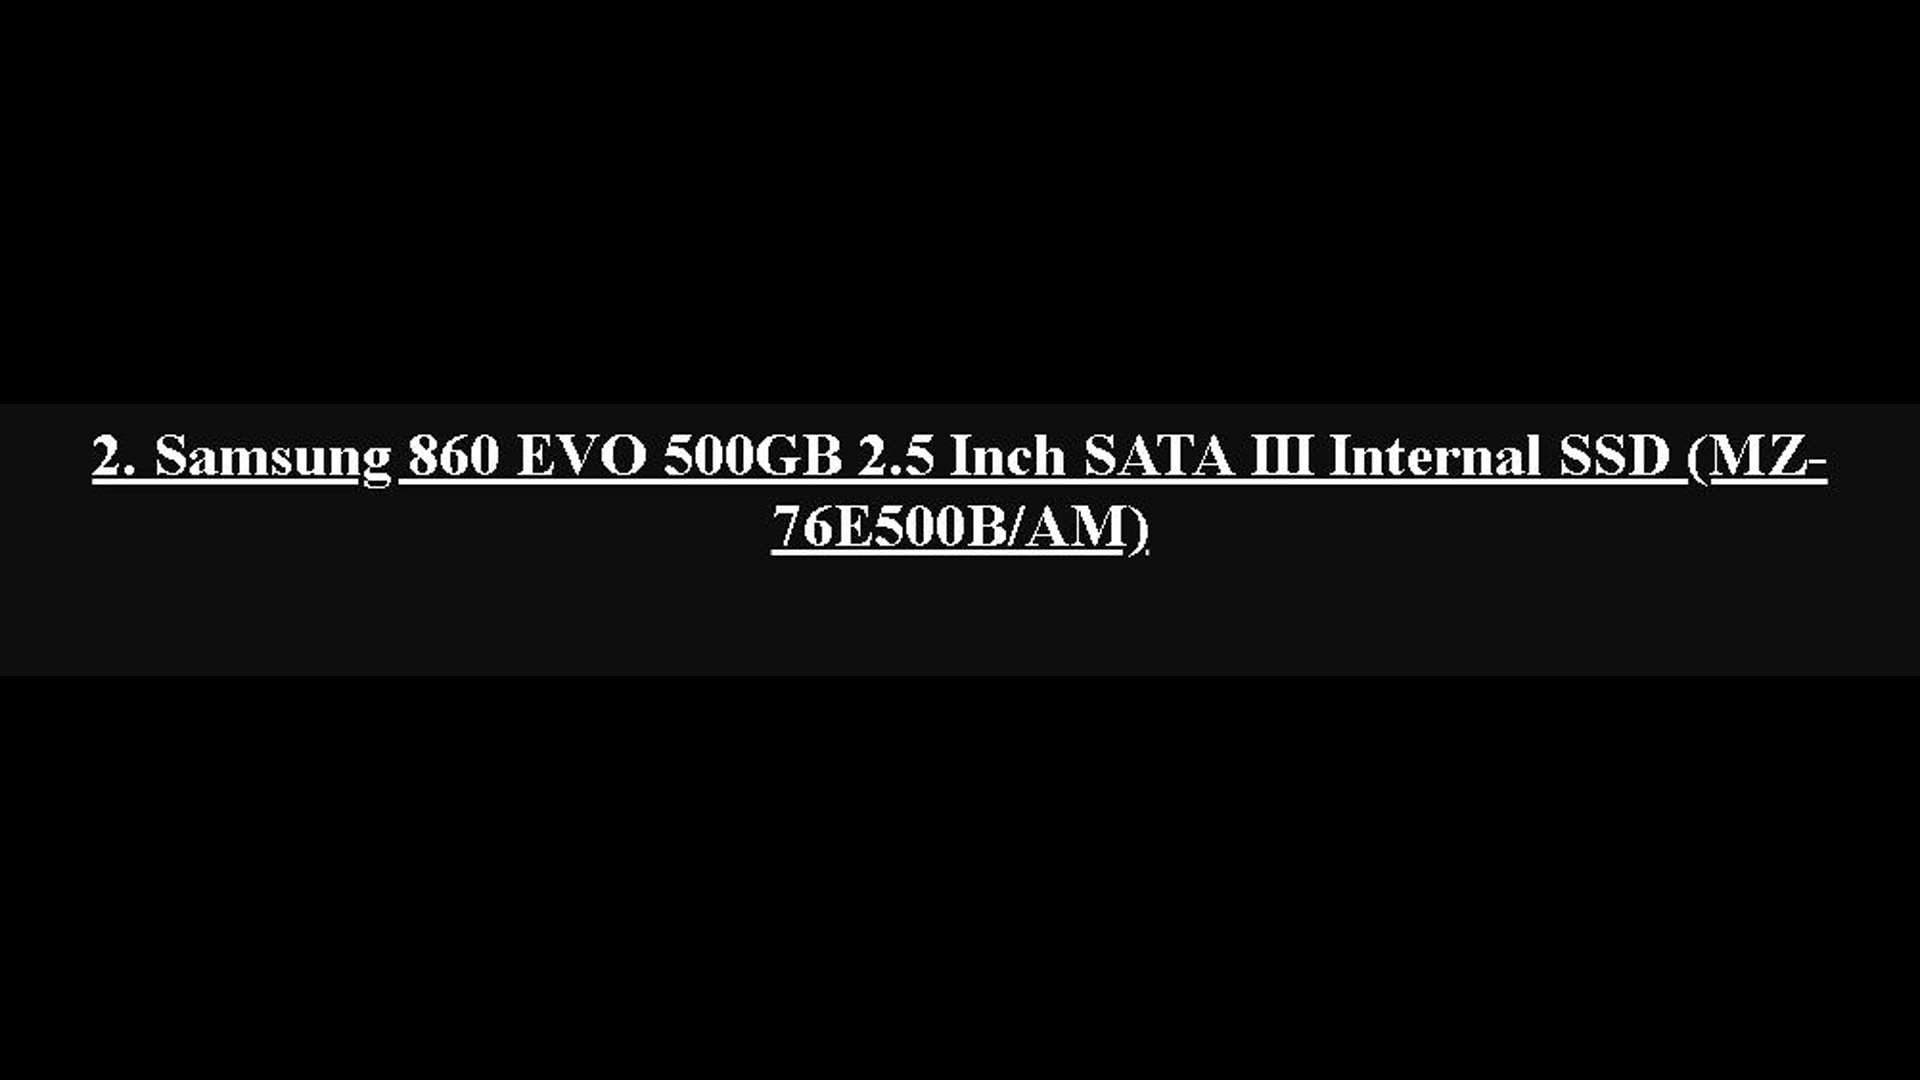 2. Samsung 860 EVO 500GB 2.5 Inch SATA III Internal SSD (MZ-
76E500B/AM)